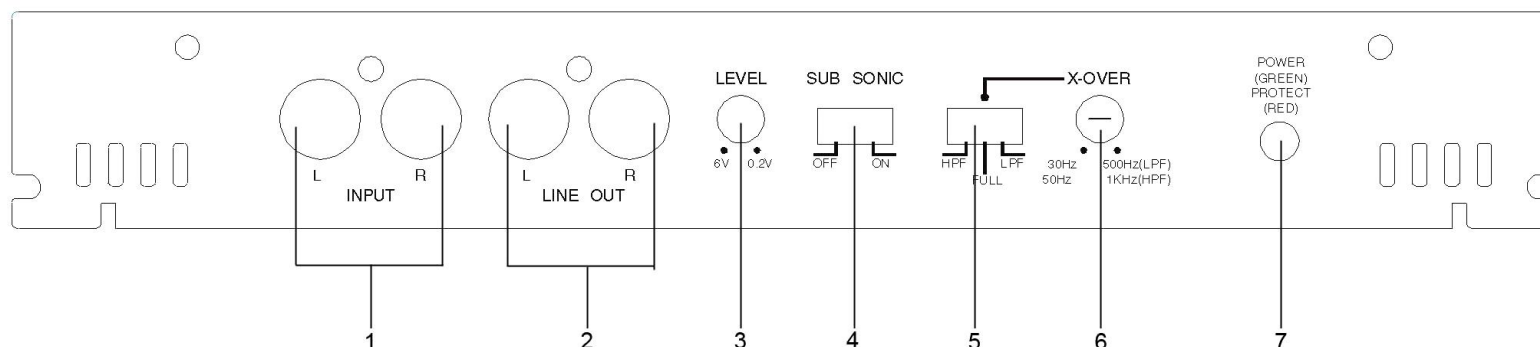 POWER
(GREEN)
PROTECT
(RED)
LEVEL
SUB SONIC
X-OVER
6V 0.2V
OFF ON
HPF LPF
FULL
30Hz 500Hz(LPF)
50Hz 1KHz(HPF)
L R
INPUT
L R
LINE OUT
1 2 3 4 5 6 7